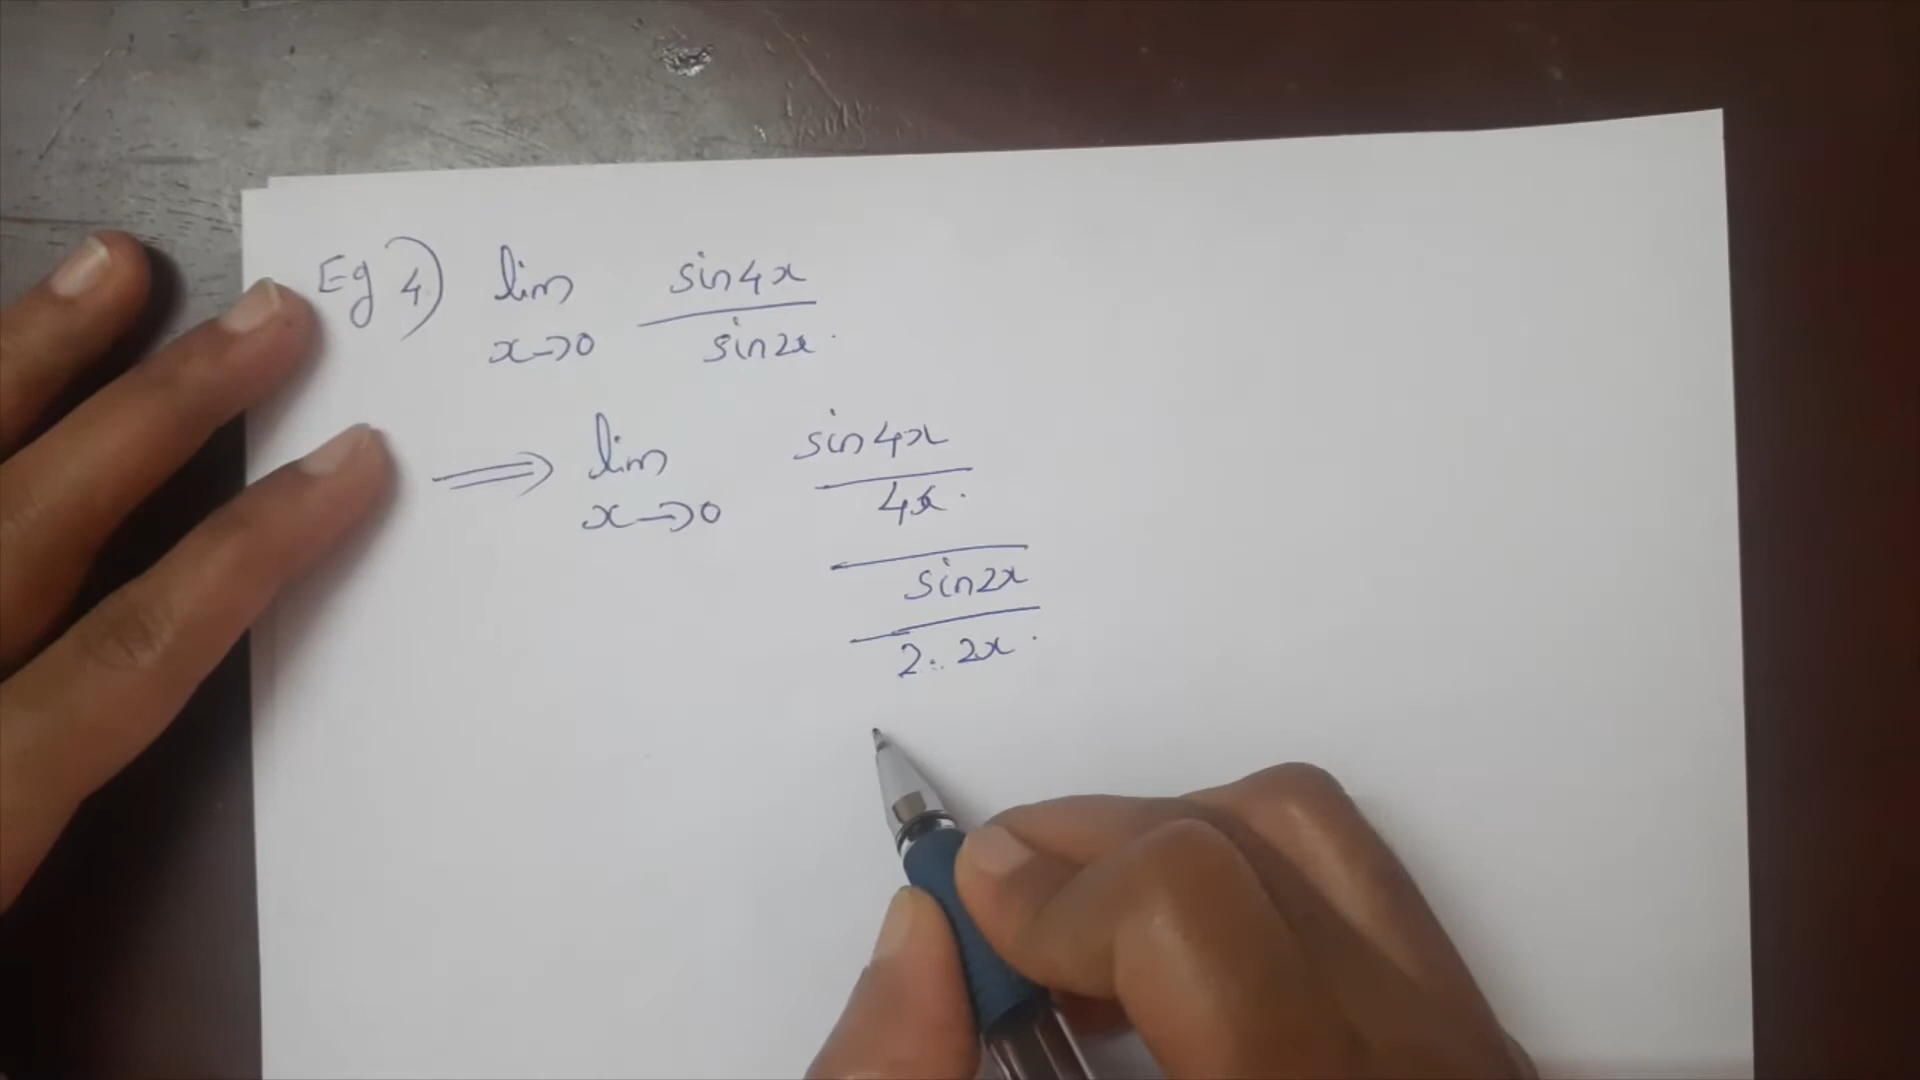 Eg 4) lim sin4x
x→0 sin2x.
⟹ lim sin4x
x→0 4x.
sin2x
2. 2x.